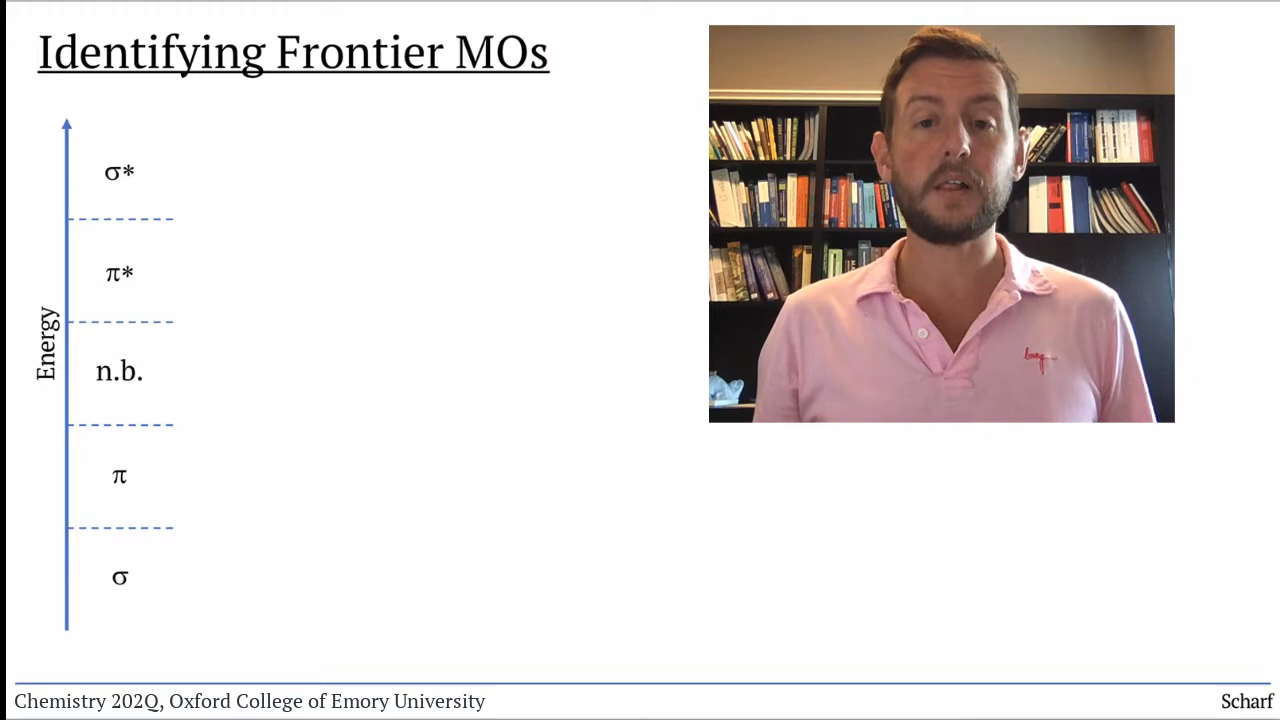 Identifying Frontier MOs
Energy
σ*
π*
n.b.
π
σ
Chemistry 202Q, Oxford College of Emory University
Scharf